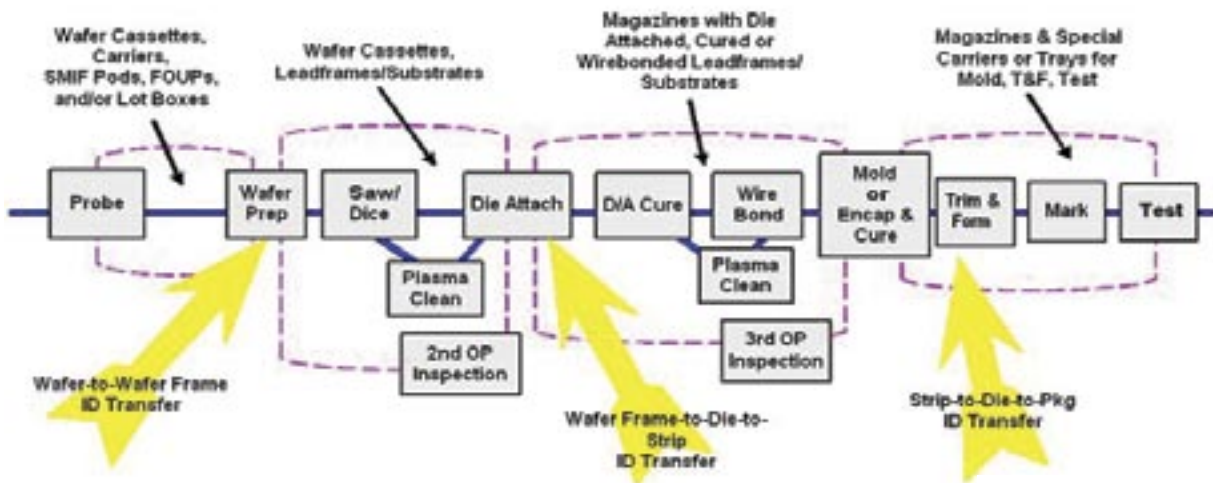 Wafer Cassettes,
Carriers,
SMIF Pods, FOUPs,
and/or Lot Boxes
Wafer Cassettes,
Leadframes/Substrates
Magazines with Die
Attached, Cured or
Wirebonded Leadframes/
Substrates
Magazines & Special
Carriers or Trays for
Mold, T&F, Test
Probe
Wafer
Prep
Saw/
Dice
Die Attach
D/A Cure
Wire
Bond
Mold
or
Encap &
Cure
Trim &
Form
Mark
Test
Plasma
Clean
Plasma
Clean
2nd OP
Inspection
3rd OP
Inspection
Wafer-to-Wafer Frame
ID Transfer
Wafer Frame-to-Die-to-
Strip
ID Transfer
Strip-to-Die-to-Pkg
ID Transfer